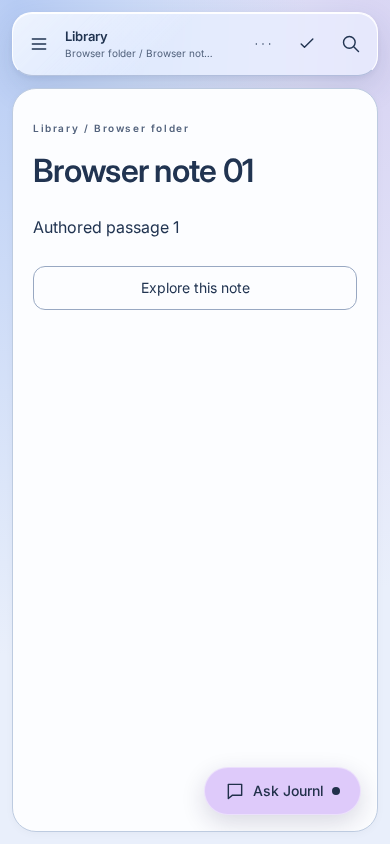 Library
Browser folder / Browser not...
Library / Browser folder
Browser note 01
Authored passage 1
Explore this note
Ask Journl